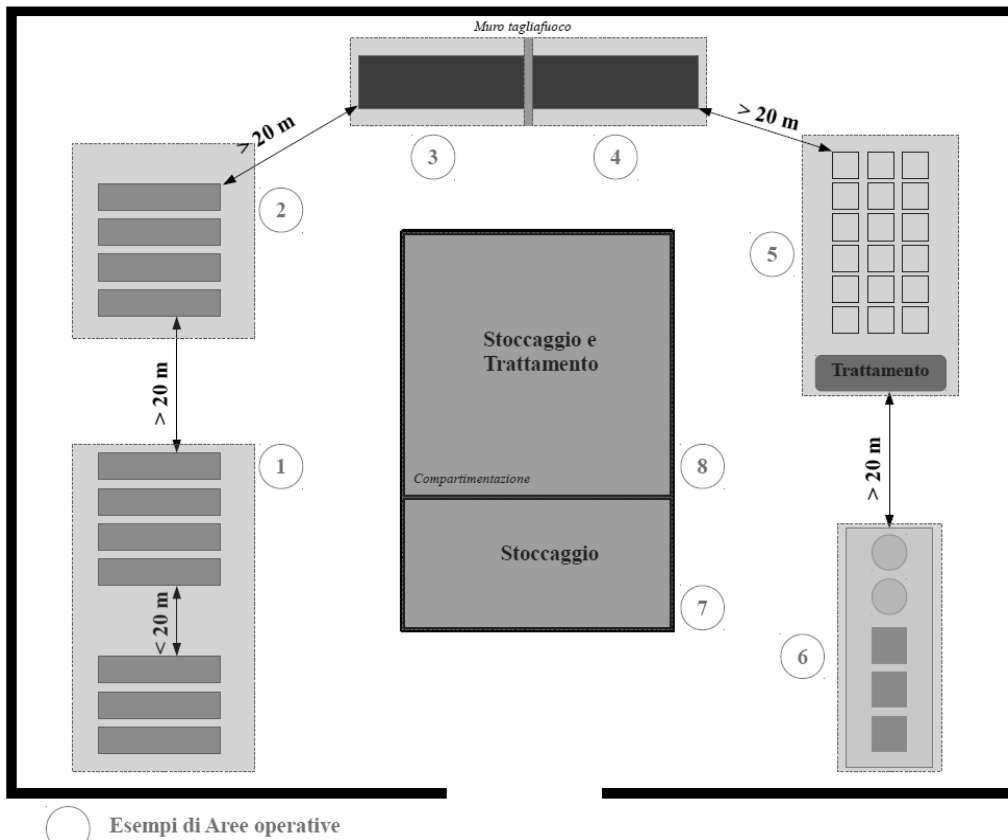 Muro tagliafuoco
> 20 m
> 20 m
3
4
2
5
Stoccaggio e
Trattamento
Trattamento
> 20 m
1
8
> 20 m
Compartimentazione
Stoccaggio
< 20 m
7
6
Esempi di Aree operative